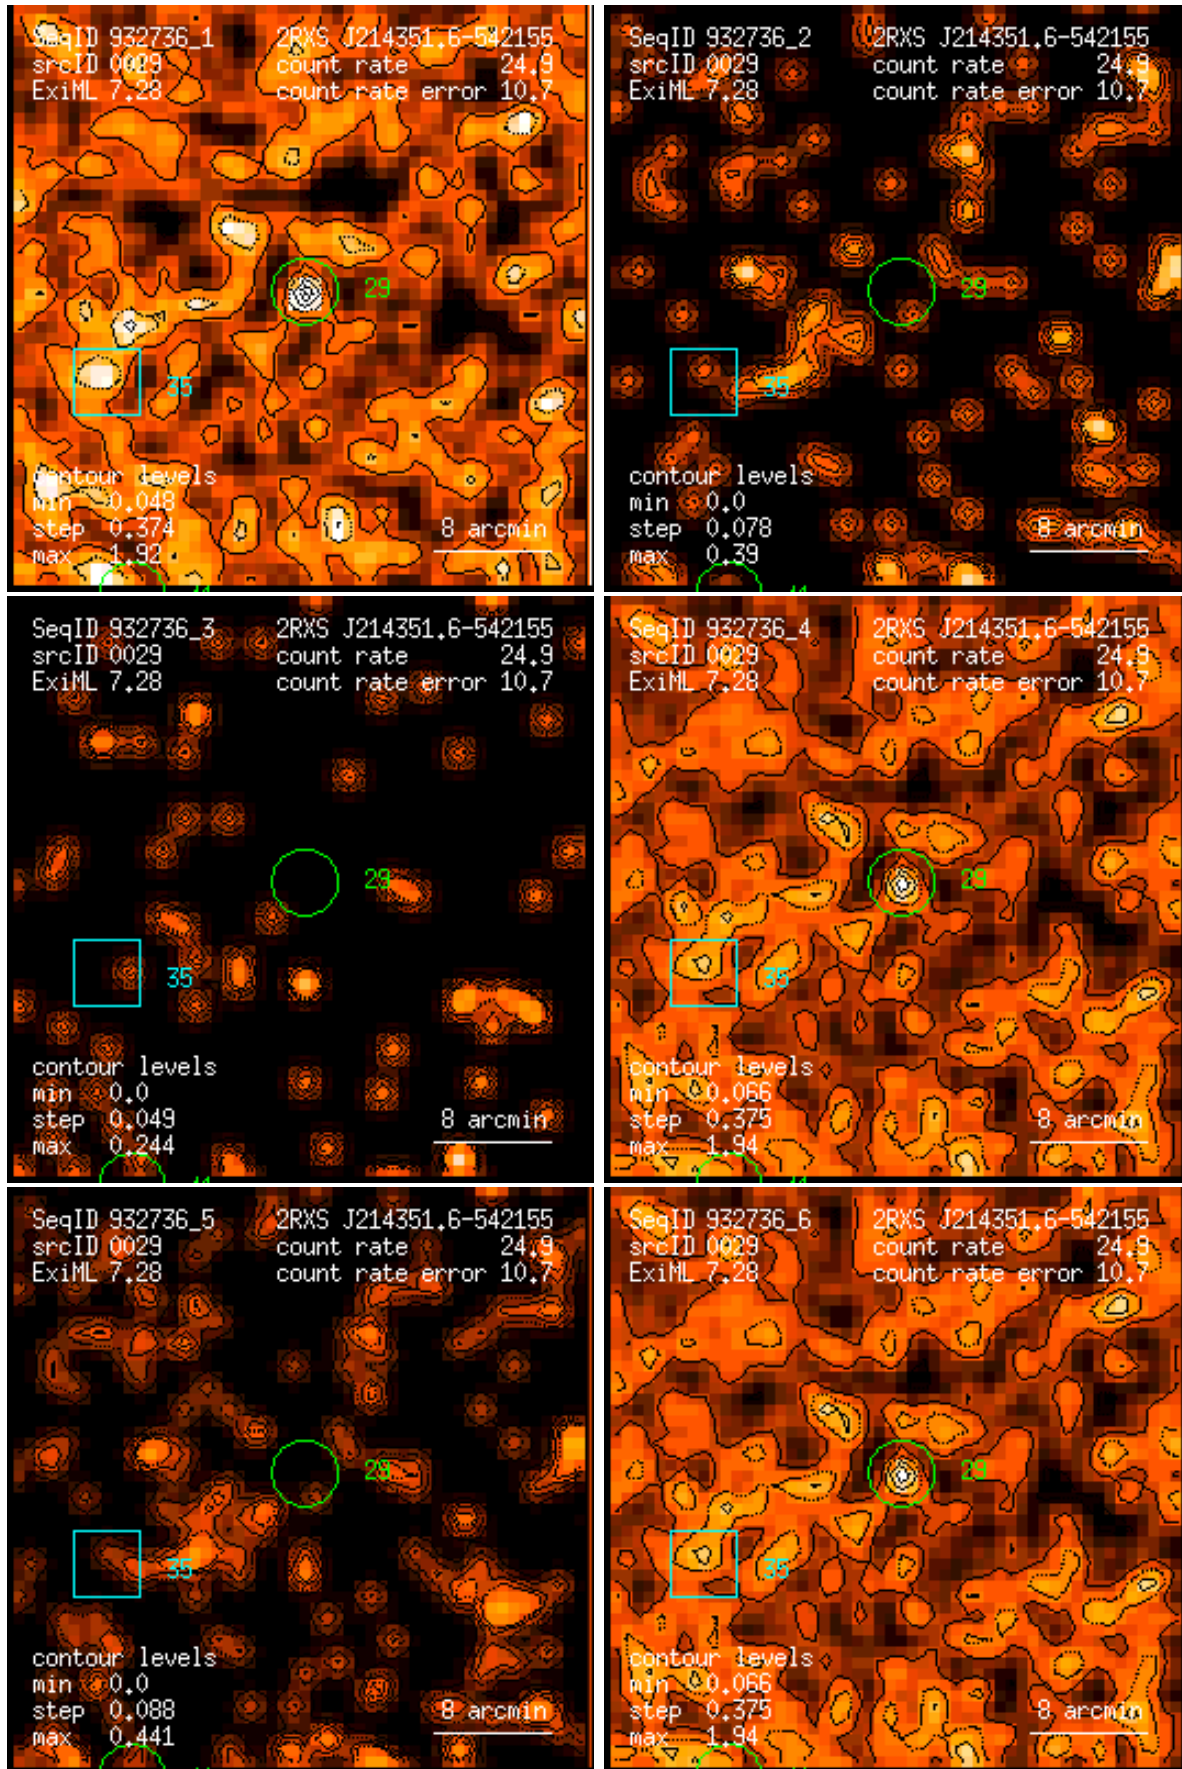 SeqID 932736_1 2RXS J214351.6-542155
srcID 0029 count rate 24.9
ExiML 7.28 count rate error 10.7
29
35
contour levels
min 0.048
step 0.374 8 arcmin
max 1.92
SeqID 932736_2 2RXS J214351.6-542155
srcID 0029 count rate 24.9
ExiML 7.28 count rate error 10.7
29
35
contour levels
min 0.0
step 0.078 8 arcmin
max 0.39
SeqID 932736_3 2RXS J214351.6-542155
srcID 0029 count rate 24.9
ExiML 7.28 count rate error 10.7
29
35
contour levels
min 0.0
step 0.049 8 arcmin
max 0.244
SeqID 932736_4 2RXS J214351.6-542155
srcID 0029 count rate 24.9
ExiML 7.28 count rate error 10.7
29
35
contour levels
min 0.066
step 0.375 8 arcmin
max 1.94
SeqID 932736_5 2RXS J214351.6-542155
srcID 0029 count rate 24.9
ExiML 7.28 count rate error 10.7
29
35
contour levels
min 0.0
step 0.088 8 arcmin
max 0.441
SeqID 932736_6 2RXS J214351.6-542155
srcID 0029 count rate 24.9
ExiML 7.28 count rate error 10.7
29
35
contour levels
min 0.066
step 0.375 8 arcmin
max 1.94